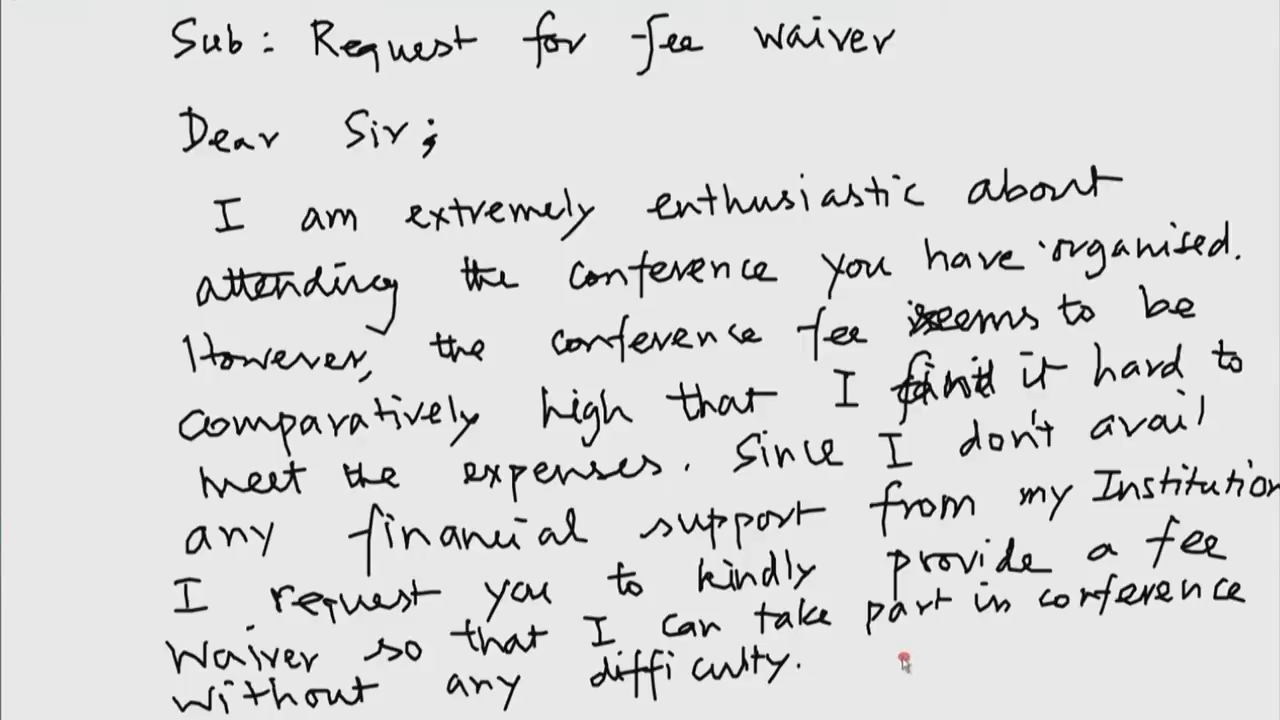 Sub: Request for fee waiver
Dear Sir;
I am extremely enthusiastic about
attending the conference you have organised.
However, the conference fee seems to be
comparatively high that I find it hard to
meet the expenses. Since I don't avail
any financial support from my Institution
I request you to kindly provide a fee
waiver so that I can take part in conference
without any difficulty.